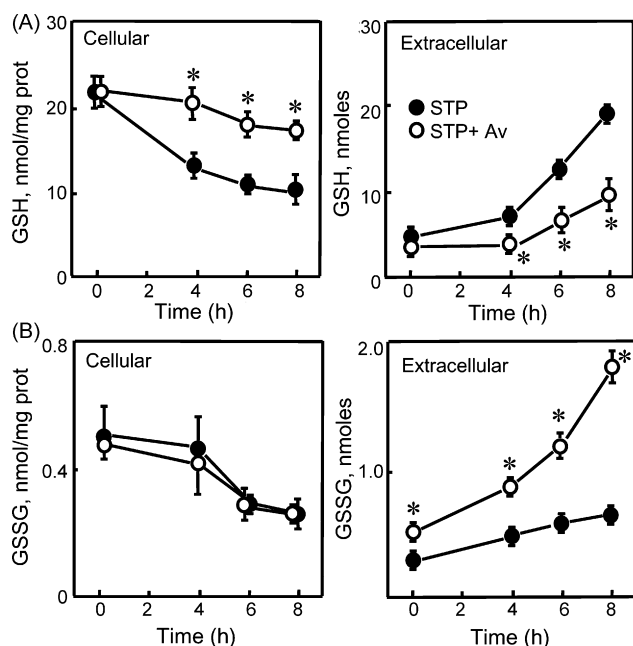 (A)
Cellular
GSH, nmol/mg prot
30
20
10
0
* * *
0 2 4 6 8
Time (h)
Extracellular
STP
STP+ Av
GSH, nmoles
30
20
10
0
* * *
0 2 4 6 8
Time (h)
(B)
Cellular
GSSG, nmol/mg prot
0.8
0.4
0
0 2 4 6 8
Time (h)
Extracellular
GSSG, nmoles
2.0
1.0
0
* * * *
0 2 4 6 8
Time (h)